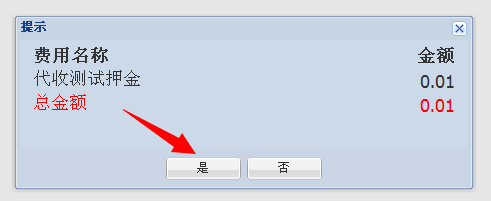 提示
费用名称 金额
代收测试押金 0.01
总金额 0.01
是 否